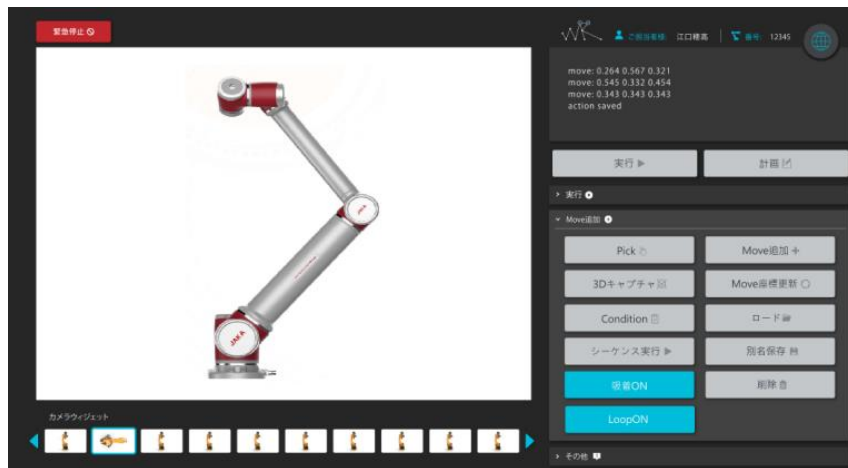 緊急停止
ご担当者様: 江口穂高 番号: 12345
move: 0.264 0.567 0.321
move: 0.545 0.332 0.454
move: 0.343 0.343 0.343
action saved
実行
計画
実行
Move追加
Pick
Move追加
3Dキャプチャ
Move座標更新
Condition
ロード
シーケンス実行
別名保存
吸着ON
削除
LoopON
その他
JAKA
JAKA
カメラウィジェット